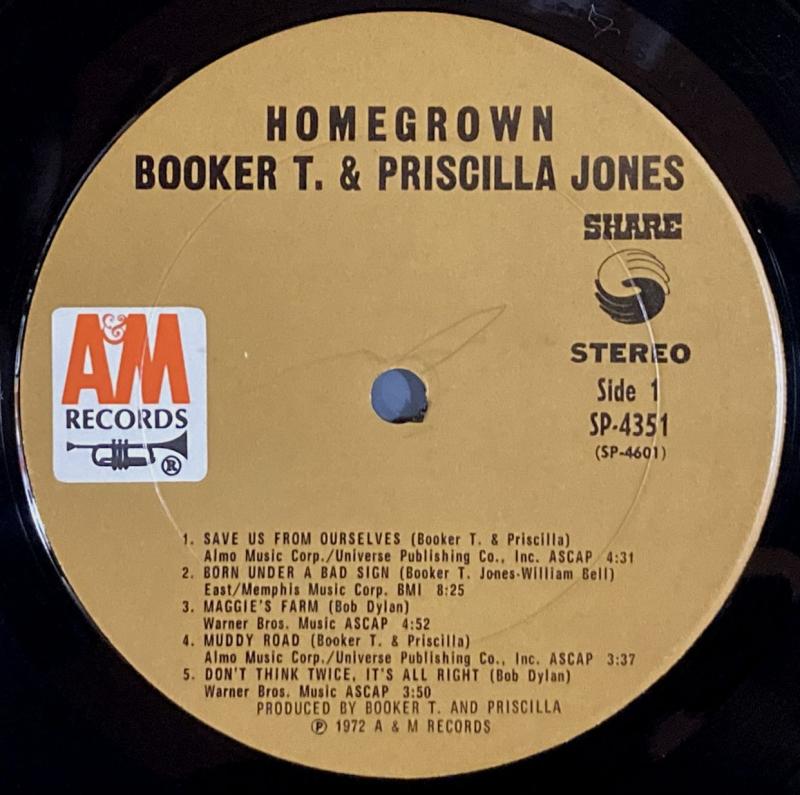 HOMEGROWN
BOOKER T. & PRISCILLA JONES
SHARE
STEREO
Side 1
SP-4351
(SP-4601)
A&M
RECORDS
®
1. SAVE US FROM OURSELVES (Booker T. & Priscilla)
Almo Music Corp./Universe Publishing Co., Inc. ASCAP 4:31
2. BORN UNDER A BAD SIGN (Booker T. Jones-William Bell)
East/Memphis Music Corp. BMI 8:25
3. MAGGIE'S FARM (Bob Dylan)
Warner Bros. Music ASCAP 4:52
4. MUDDY ROAD (Booker T. & Priscilla)
Almo Music Corp./Universe Publishing Co., Inc. ASCAP 3:37
5. DON'T THINK TWICE, IT'S ALL RIGHT (Bob Dylan)
Warner Bros. Music ASCAP 3:50
PRODUCED BY BOOKER T. AND PRISCILLA
℗ 1972 A & M RECORDS